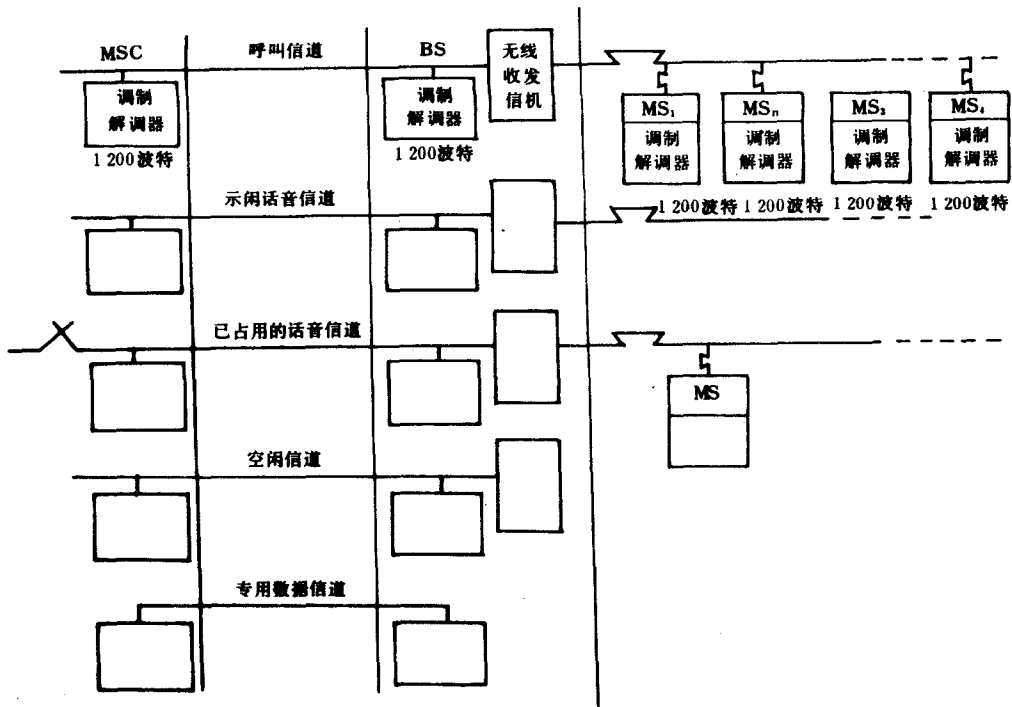 MSC
呼叫信道
BS
无线
收发
信机
调制
解调器
1 200波特
调制
解调器
1 200波特
MS₁
调制
解调器
1 200波特
MSₙ
调制
解调器
1 200波特
MS₃
调制
解调器
1 200波特
MS₄
调制
解调器
1 200波特
示闲话音信道
已占用的话音信道
MS
空闲信道
专用数据信道